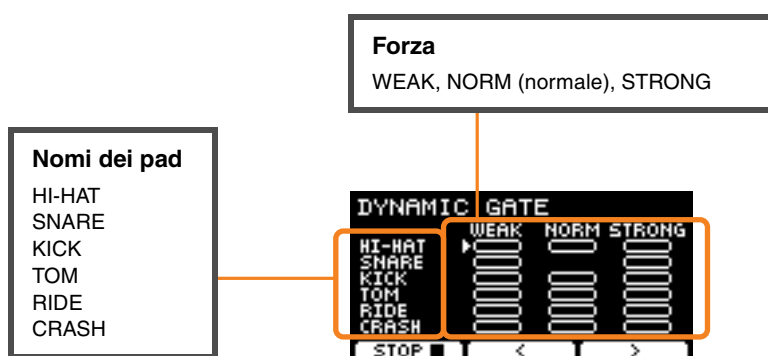 Forza
WEAK, NORM (normale), STRONG
Nomi dei pad
HI-HAT
SNARE
KICK
TOM
RIDE
CRASH
DYNAMIC GATE
WEAK NORM STRONG
HI-HAT
SNARE
KICK
TOM
RIDE
CRASH
STOP ■ < >